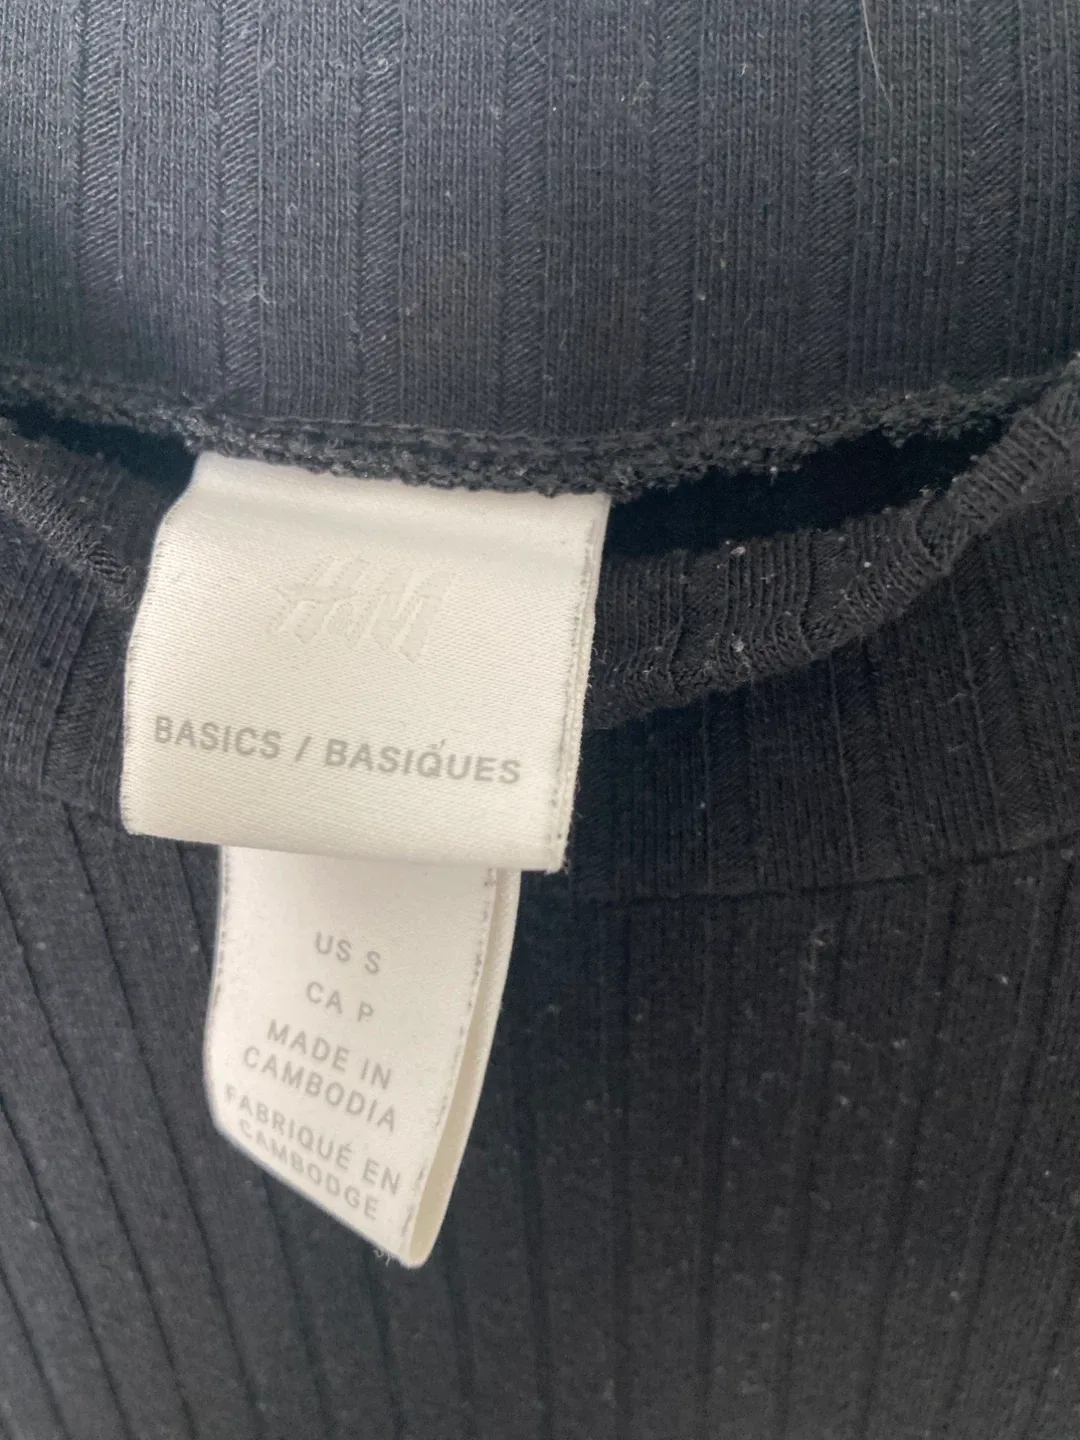 H&M
BASICS / BASIQUES
US S
CA P
MADE IN
CAMBODIA
FABRIQUÉ EN
CAMBODGE